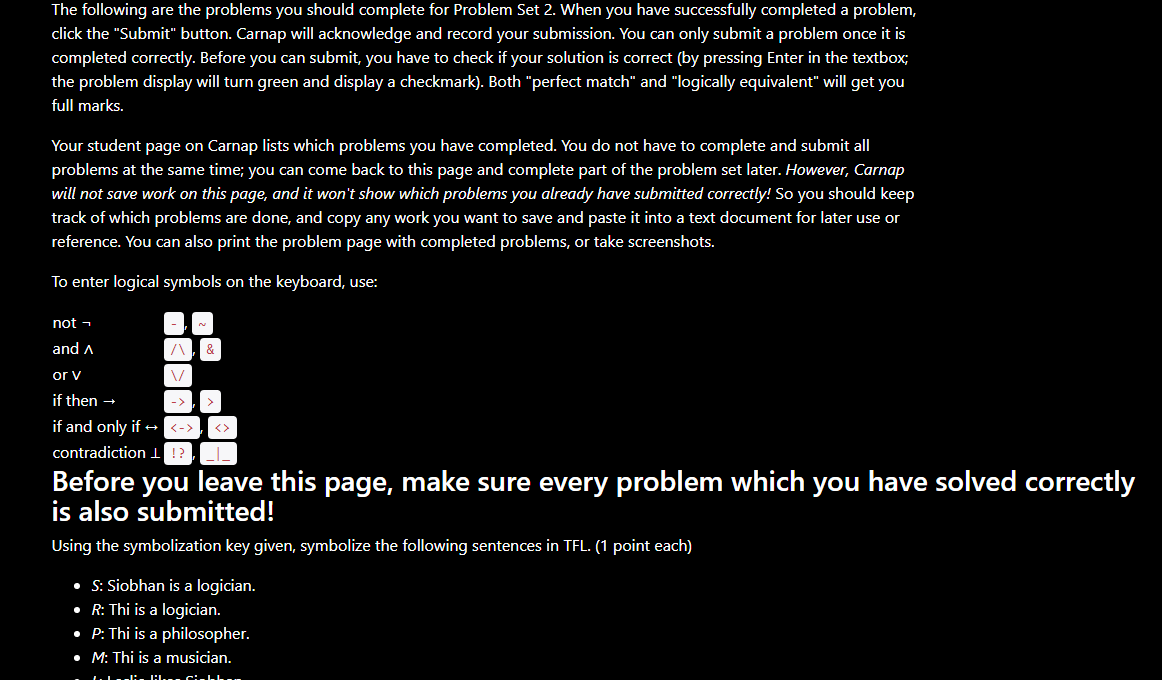 The following are the problems you should complete for Problem Set 2. When you have successfully completed a problem,
click the "Submit" button. Carnap will acknowledge and record your submission. You can only submit a problem once it is
completed correctly. Before you can submit, you have to check if your solution is correct (by pressing Enter in the textbox;
the problem display will turn green and display a checkmark). Both "perfect match" and "logically equivalent" will get you
full marks.
Your student page on Carnap lists which problems you have completed. You do not have to complete and submit all
problems at the same time; you can come back to this page and complete part of the problem set later. However, Carnap
will not save work on this page, and it won't show which problems you already have submitted correctly! So you should keep
track of which problems are done, and copy any work you want to save and paste it into a text document for later use or
reference. You can also print the problem page with completed problems, or take screenshots.
To enter logical symbols on the keyboard, use:
not ¬ -, ~
and ∧ /\, &
or ∨ \/
if then → ->, >
if and only if ↔ <->, <>
contradiction ⊥ !?, _|_
Before you leave this page, make sure every problem which you have solved correctly
is also submitted!
Using the symbolization key given, symbolize the following sentences in TFL. (1 point each)
• S: Siobhan is a logician.
• R: Thi is a logician.
• P: Thi is a philosopher.
• M: Thi is a musician.